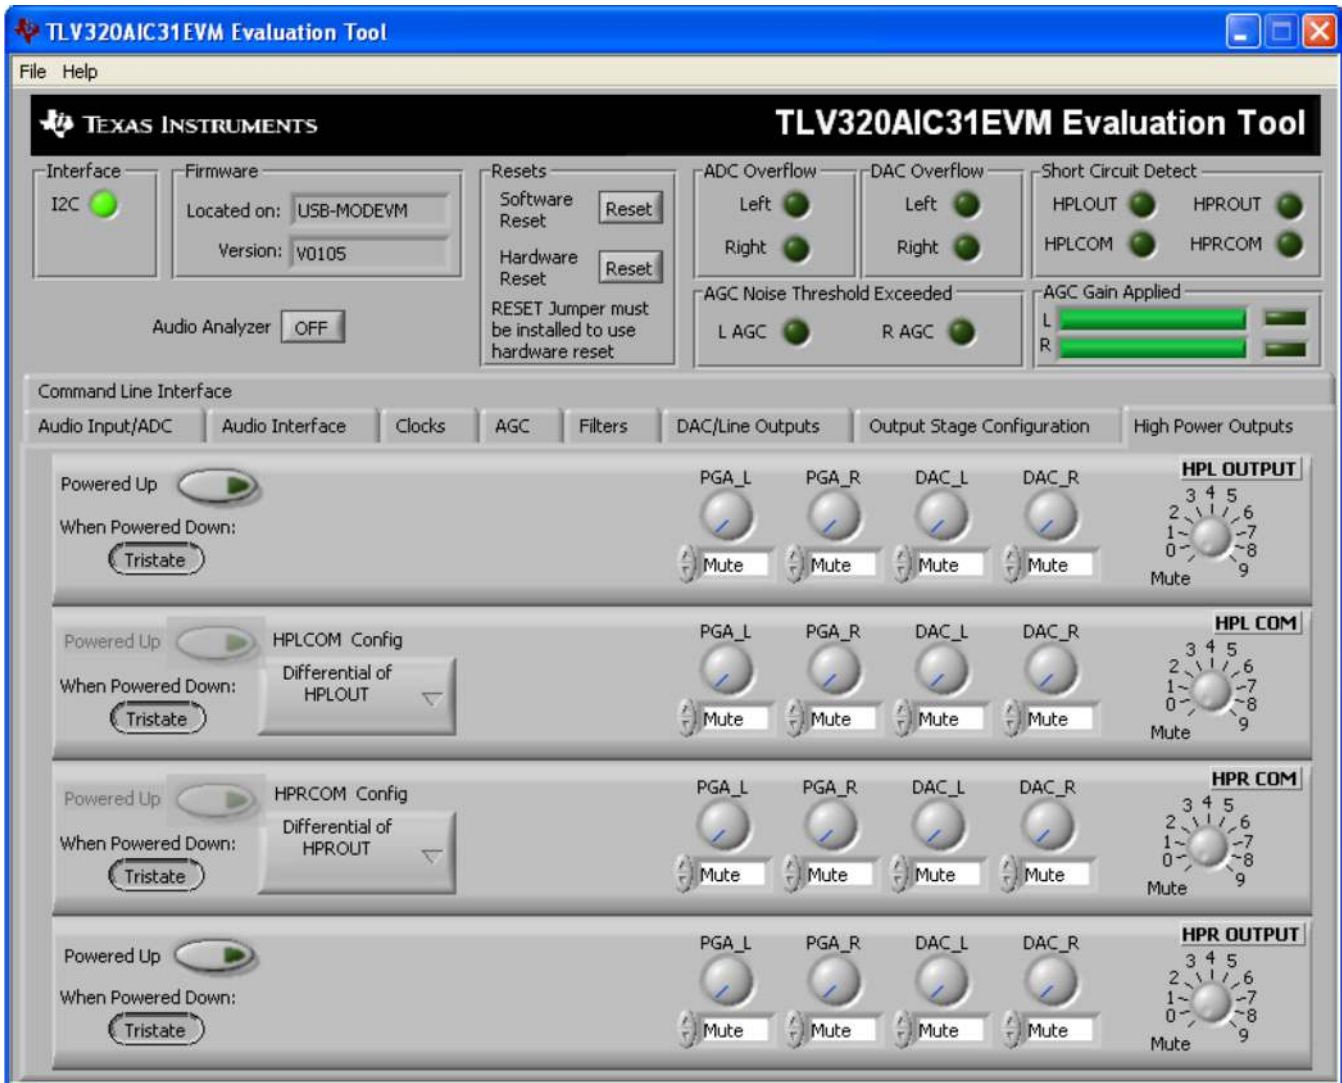 TLV320AIC31EVM Evaluation Tool
File Help
TEXAS INSTRUMENTS
TLV320AIC31EVM Evaluation Tool
Interface
I2C
Firmware
Located on: USB-MODEVM
Version: V0105
Audio Analyzer OFF
Resets
Software Reset Reset
Hardware Reset Reset
RESET Jumper must
be installed to use
hardware reset
ADC Overflow
Left
Right
DAC Overflow
Left
Right
Short Circuit Detect
HPLOUT HPROUT
HPLCOM HPRCOM
AGC Noise Threshold Exceeded
L AGC R AGC
AGC Gain Applied
L
R
Command Line Interface
Audio Input/ADC Audio Interface Clocks AGC Filters DAC/Line Outputs Output Stage Configuration High Power Outputs
Powered Up
When Powered Down:
Tristate
PGA_L PGA_R DAC_L DAC_R
Mute Mute Mute Mute
HPL OUTPUT
Mute 0 1 2 3 4 5 6 7 8 9
Powered Up
When Powered Down:
Tristate
HPLCOM Config
Differential of
HPLOUT
PGA_L PGA_R DAC_L DAC_R
Mute Mute Mute Mute
HPL COM
Mute 0 1 2 3 4 5 6 7 8 9
Powered Up
When Powered Down:
Tristate
HPRCOM Config
Differential of
HPROUT
PGA_L PGA_R DAC_L DAC_R
Mute Mute Mute Mute
HPR COM
Mute 0 1 2 3 4 5 6 7 8 9
Powered Up
When Powered Down:
Tristate
PGA_L PGA_R DAC_L DAC_R
Mute Mute Mute Mute
HPR OUTPUT
Mute 0 1 2 3 4 5 6 7 8 9